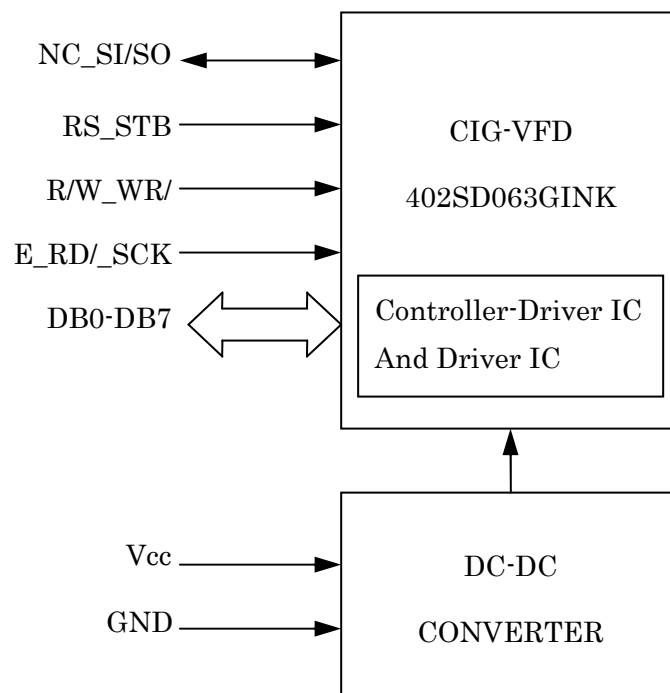 NC_SI/SO
RS_STB
R/W_WR/
E_RD/_SCK
DB0-DB7
CIG-VFD
402SD063GINK
Controller-Driver IC
And Driver IC
Vcc
GND
DC-DC
CONVERTER